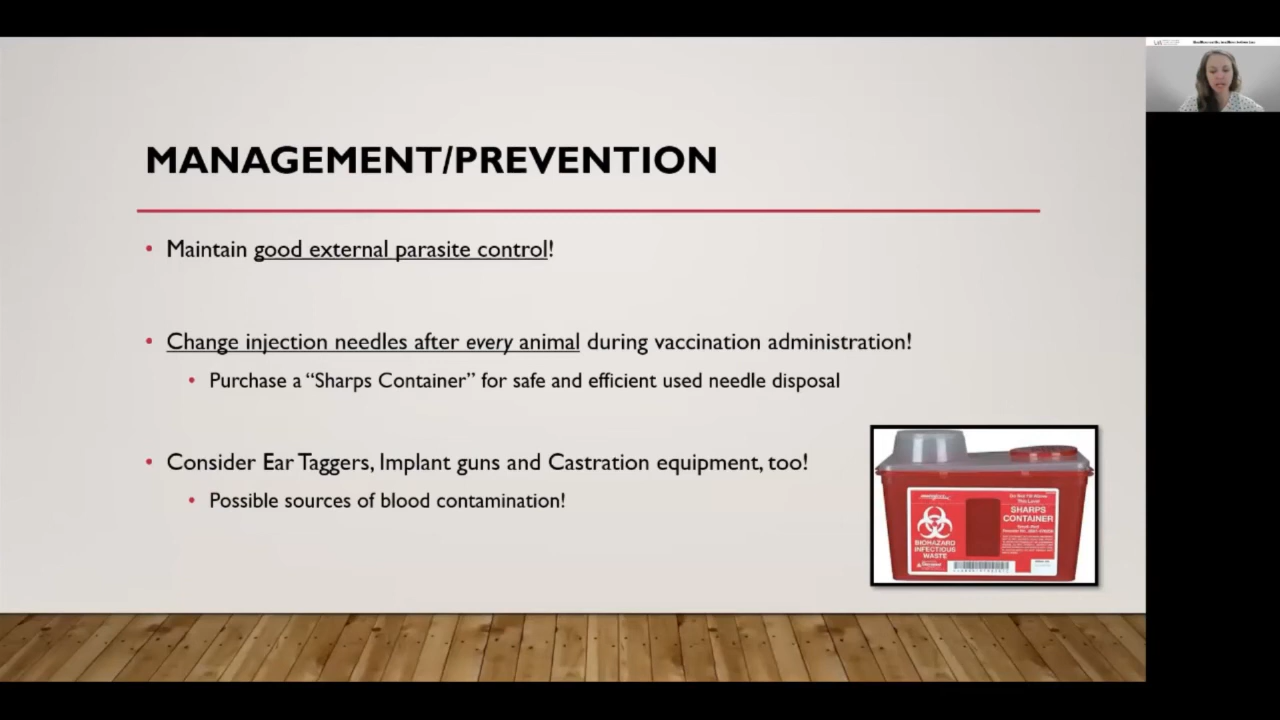 MANAGEMENT/PREVENTION
• Maintain good external parasite control!
• Change injection needles after every animal during vaccination administration!
• Purchase a “Sharps Container” for safe and efficient used needle disposal
• Consider Ear Taggers, Implant guns and Castration equipment, too!
• Possible sources of blood contamination!
SHARPS
CONTAINER
BIOHAZARD
INFECTIOUS
WASTE